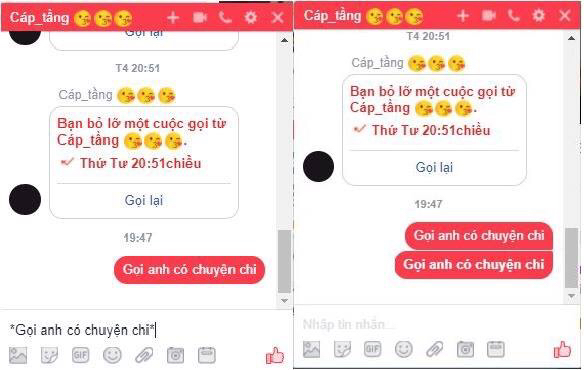 Cáp_tầng 😘😘😘
Gọi lại
T4 20:51
Cáp_tầng 😘😘😘
Bạn bỏ lỡ một cuộc gọi từ
Cáp_tầng 😘😘😘.
Thứ Tư 20:51chiều
Gọi lại
19:47
Gọi anh có chuyện chi
*Gọi anh có chuyện chi*
GIF
Cáp_tầng 😘😘😘
T4 20:51
Cáp_tầng 😘😘😘
Bạn bỏ lỡ một cuộc gọi từ
Cáp_tầng 😘😘😘.
Thứ Tư 20:51chiều
Gọi lại
19:47
Gọi anh có chuyện chi
Gọi anh có chuyện chi
Nhập tin nhắn...
GIF